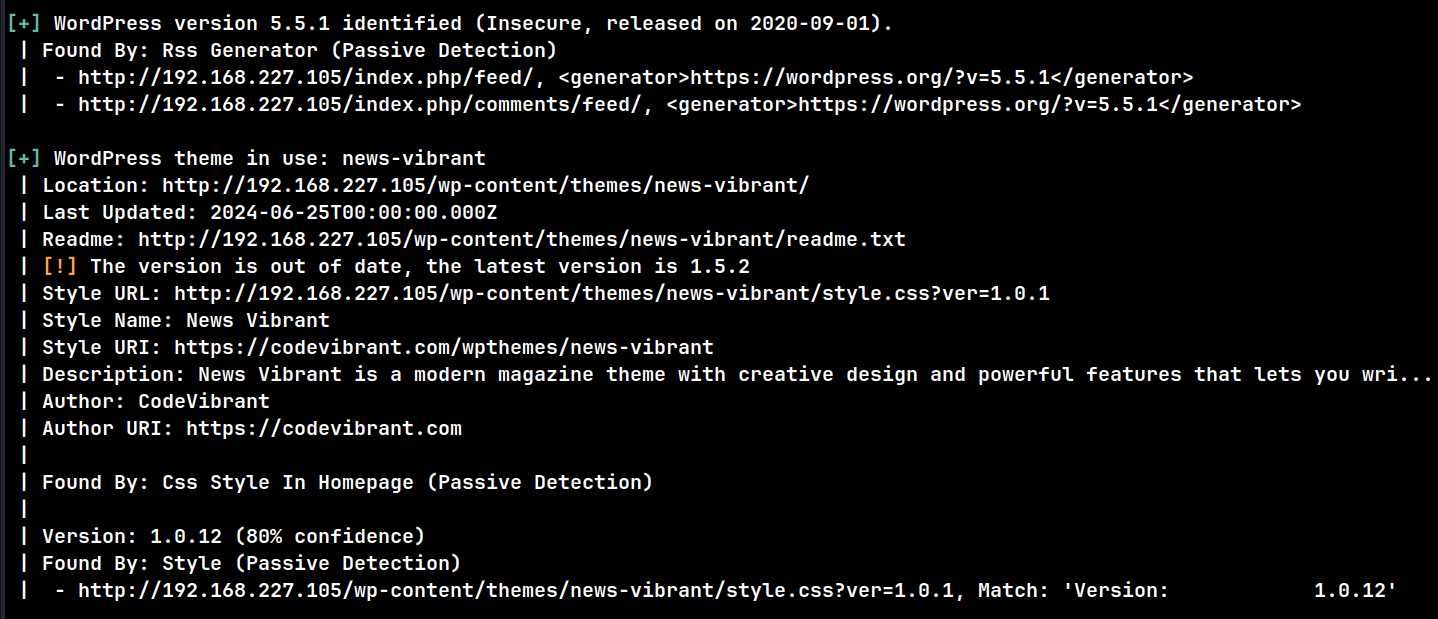 [+] WordPress version 5.5.1 identified (Insecure, released on 2020-09-01).
| Found By: Rss Generator (Passive Detection)
|  - http://192.168.227.105/index.php/feed/, <generator>https://wordpress.org/?v=5.5.1</generator>
|  - http://192.168.227.105/index.php/comments/feed/, <generator>https://wordpress.org/?v=5.5.1</generator>

[+] WordPress theme in use: news-vibrant
| Location: http://192.168.227.105/wp-content/themes/news-vibrant/
| Last Updated: 2024-06-25T00:00:00.000Z
| Readme: http://192.168.227.105/wp-content/themes/news-vibrant/readme.txt
| [!] The version is out of date, the latest version is 1.5.2
| Style URL: http://192.168.227.105/wp-content/themes/news-vibrant/style.css?ver=1.0.1
| Style Name: News Vibrant
| Style URI: https://codevibrant.com/wpthemes/news-vibrant
| Description: News Vibrant is a modern magazine theme with creative design and powerful features that lets you wri...
| Author: CodeVibrant
| Author URI: https://codevibrant.com
|
| Found By: Css Style In Homepage (Passive Detection)
|
| Version: 1.0.12 (80% confidence)
| Found By: Style (Passive Detection)
|  - http://192.168.227.105/wp-content/themes/news-vibrant/style.css?ver=1.0.1, Match: 'Version:            1.0.12'